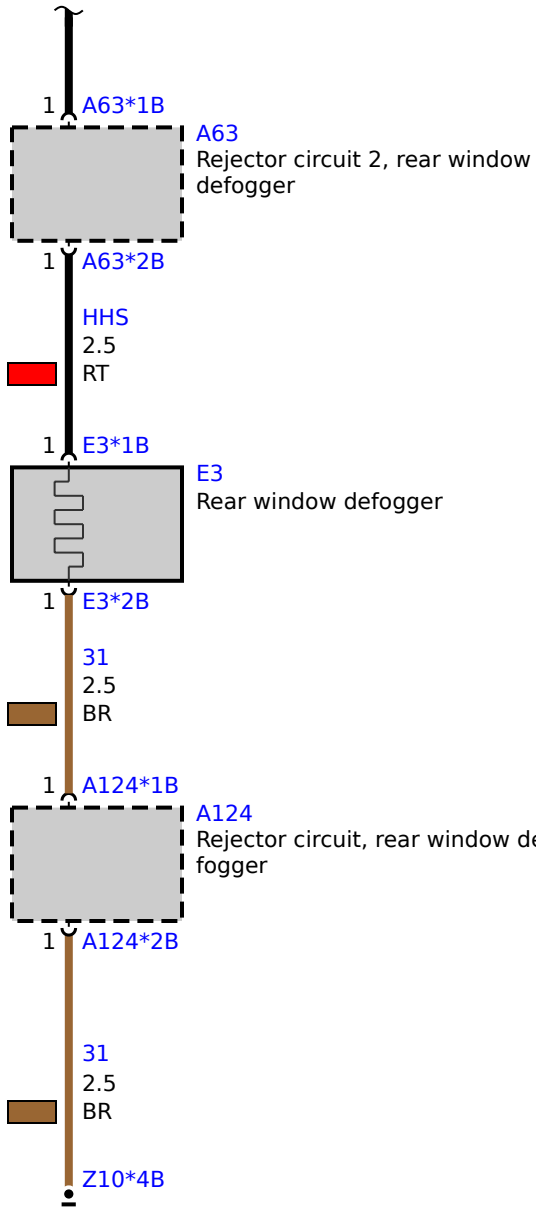 1 A63*1B
A63
Rejector circuit 2, rear window
defogger
1 A63*2B
HHS
2.5
RT
1 E3*1B
E3
Rear window defogger
1 E3*2B
31
2.5
BR
1 A124*1B
A124
Rejector circuit, rear window de
fogger
1 A124*2B
31
2.5
BR
Z10*4B